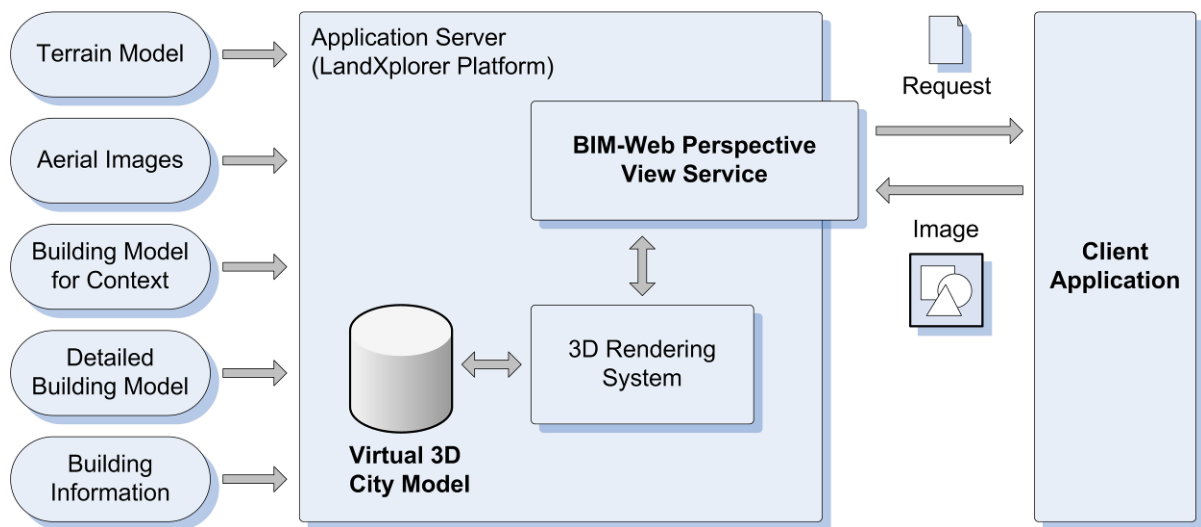 Terrain Model
Aerial Images
Building Model
for Context
Detailed
Building Model
Building
Information
Application Server
(LandXplorer Platform)
BIM-Web Perspective
View Service
3D Rendering
System
Virtual 3D
City Model
Request
Image
Client
Application